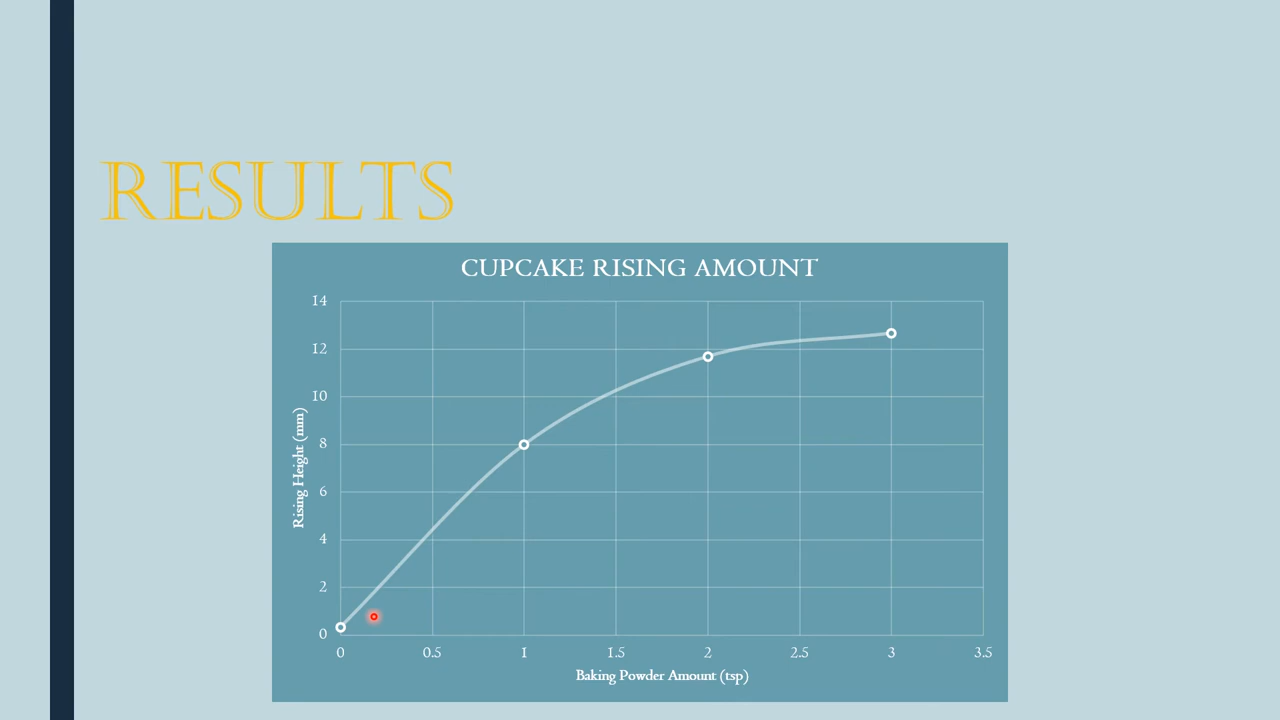 RESULTS
CUPCAKE RISING AMOUNT
14
12
10
8
6
4
2
0
Rising Height (mm)
0 0.5 1 1.5 2 2.5 3 3.5
Baking Powder Amount (tsp)